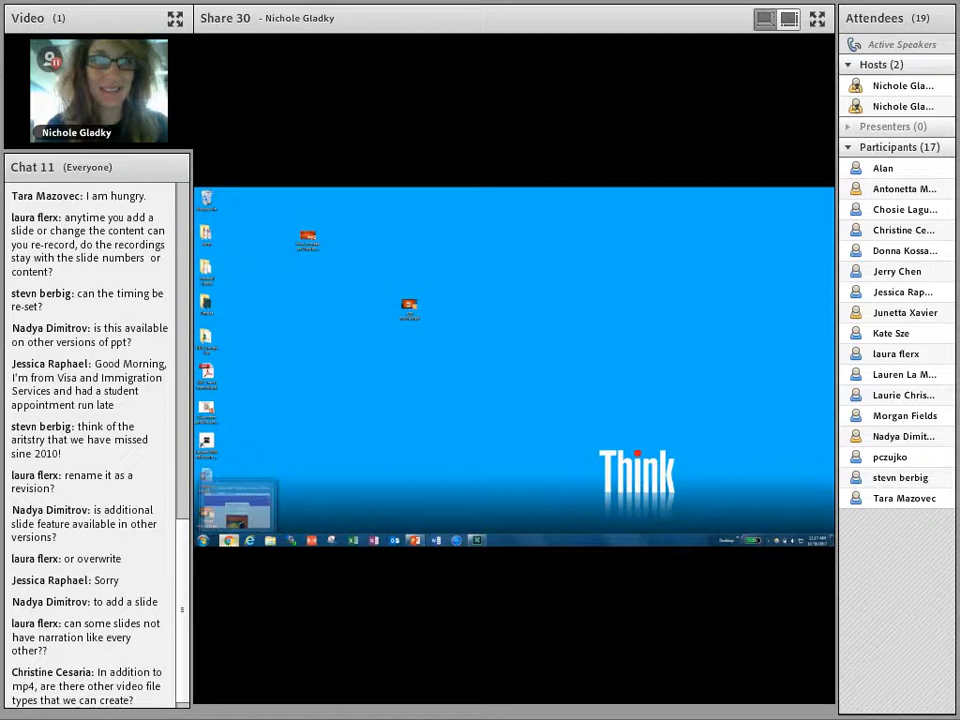 Video (1)
Nichole Gladky
Chat 11 (Everyone)
Tara Mazovec: I am hungry.
laura flerx: anytime you add a
slide or change the content can
you re-record, do the recordings
stay with the slide numbers or
content?
stevn berbig: can the timing be
re-set?
Nadya Dimitrov: is this available
on other versions of ppt?
Jessica Raphael: Good Morning,
I'm from Visa and Immigration
Services and had a student
appointment run late
stevn berbig: think of the
aritstry that we have missed
sine 2010!
laura flerx: rename it as a
revision?
Nadya Dimitrov: is additional
slide feature available in other
versions?
laura flerx: or overwrite
Jessica Raphael: Sorry
Nadya Dimitrov: to add a slide
laura flerx: can some slides not
have narration like every
other??
Christine Cesaria: In addition to
mp4, are there other video file
types that we can create?
Share 30 - Nichole Gladky
Think
Attendees (19)
Active Speakers
Hosts (2)
Nichole Gla...
Nichole Gla...
Presenters (0)
Participants (17)
Alan
Antonetta M...
Chosie Lagu...
Christine Ce...
Donna Kossa...
Jerry Chen
Jessica Rap...
Junetta Xavier
Kate Sze
laura flerx
Lauren La M...
Laurie Chris...
Morgan Fields
Nadya Dimit...
pczujko
stevn berbig
Tara Mazovec